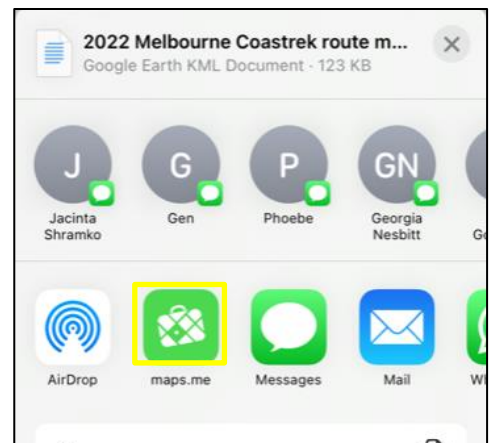 2022 Melbourne Coastrek route m...
Google Earth KML Document · 123 KB
J
G
P
GN
Jacinta
Shramko
Gen
Phoebe
Georgia
Nesbitt
AirDrop
maps.me
Messages
Mail